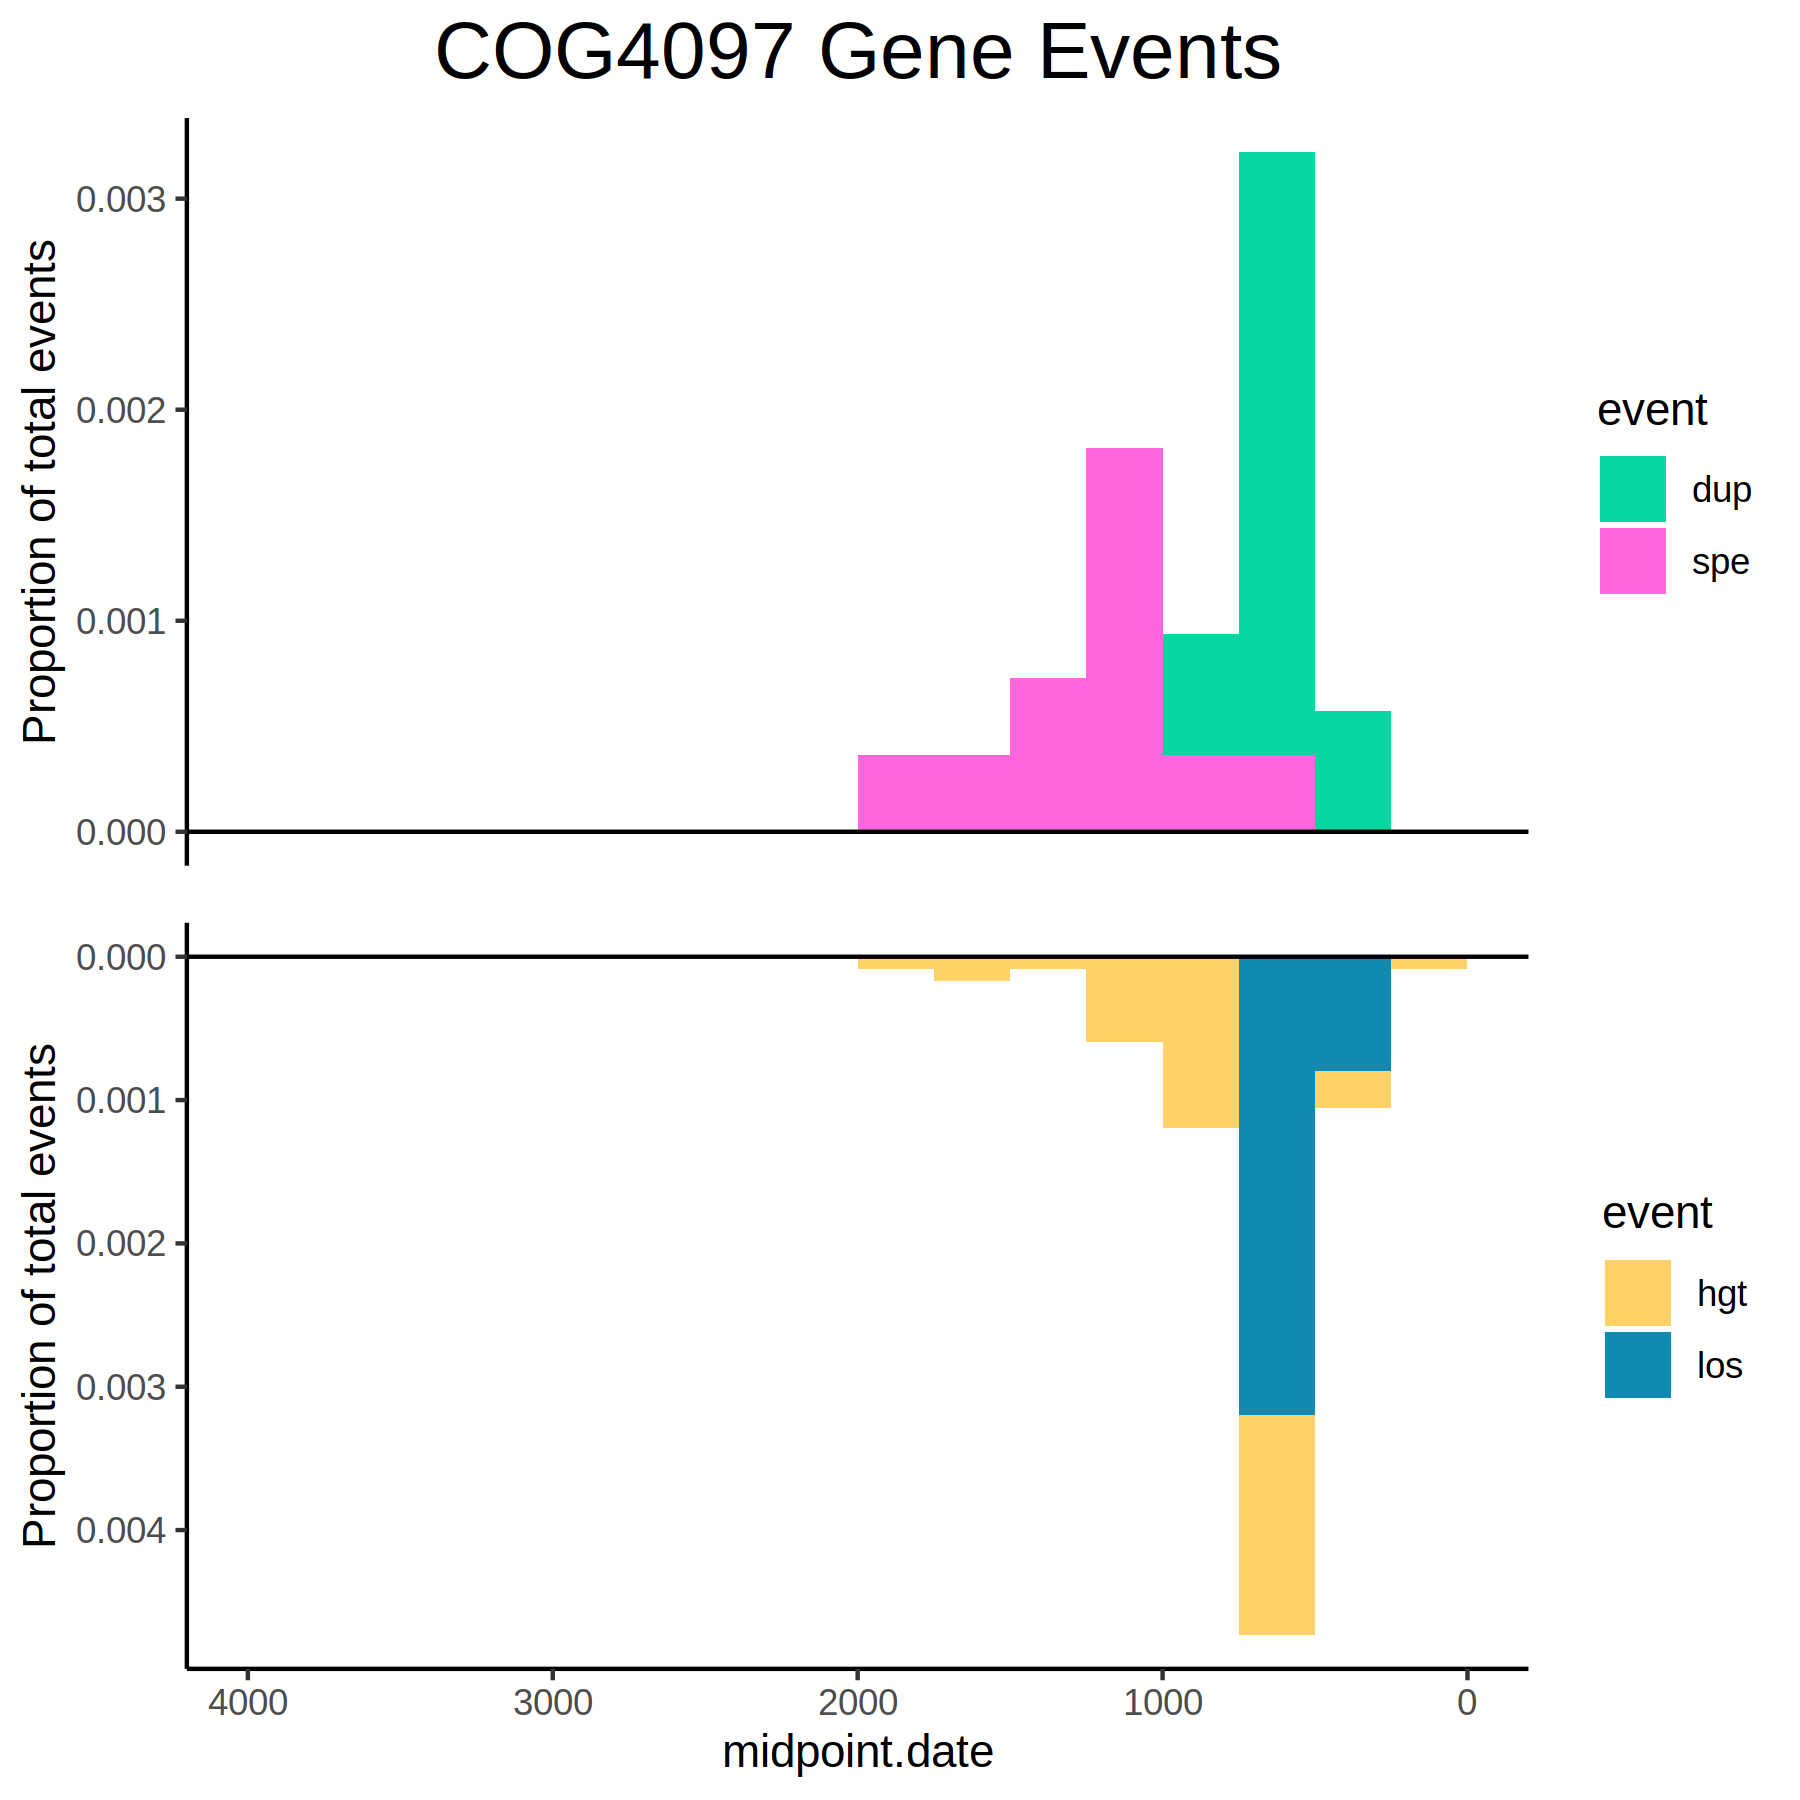 COG4097 Gene Events
Proportion of total events
0.003
0.002
0.001
0.000
event
dup
spe
Proportion of total events
0.000
0.001
0.002
0.003
0.004
event
hgt
los
4000 3000 2000 1000 0
midpoint.date